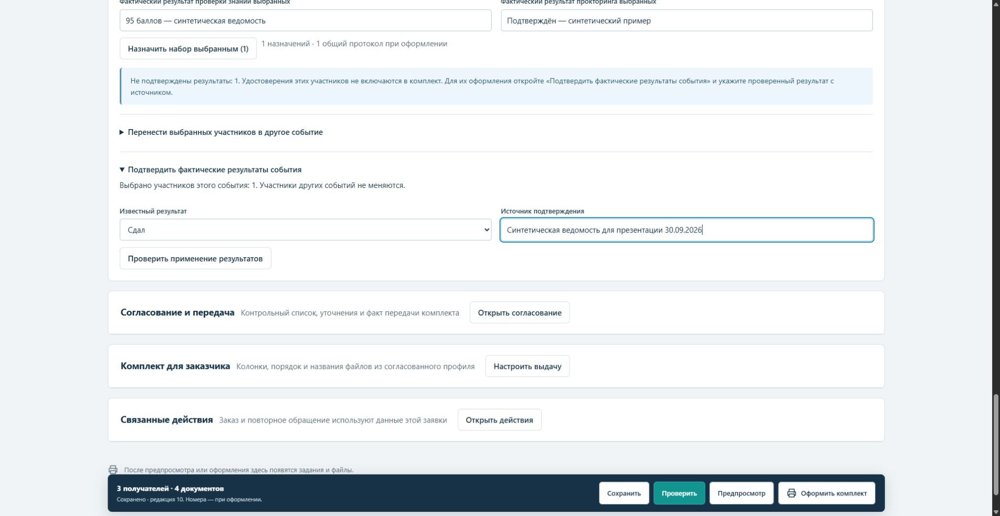 Фактический результат проверки знаний выбранных
Фактический результат прокторинга выбранных
95 баллов — синтетическая ведомость
Подтверждён — синтетический пример
Назначить набор выбранным (1)
1 назначений · 1 общий протокол при оформлении
Не подтверждены результаты: 1. Удостоверения этих участников не включаются в комплект. Для их оформления откройте «Подтвердить фактические результаты события» и укажите проверенный результат с
источником.
Перенести выбранных участников в другое событие
Подтвердить фактические результаты события
Выбрано участников этого события: 1. Участники других событий не меняются.
Известный результат
Источник подтверждения
Сдал
Синтетическая ведомость для презентации 30.09.2026
Проверить применение результатов
Согласование и передача
Контрольный список, уточнения и факт передачи комплекта
Открыть согласование
Комплект для заказчика
Колонки, порядок и названия файлов из согласованного профиля
Настроить выдачу
Связанные действия
Заказ и повторное обращение используют данные этой заявки
Открыть действия
После предпросмотра или оформления здесь появятся задания и файлы.
3 получателей · 4 документов
Сохранено · редакция 10. Номера — при оформлении.
Сохранить
Проверить
Предпросмотр
Оформить комплект